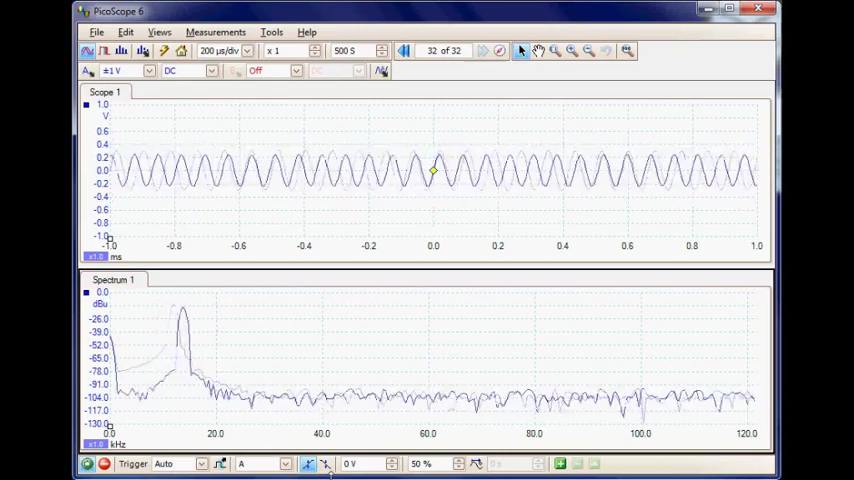 PicoScope 6
File Edit Views Measurements Tools Help
200 µs/div x 1 500 S 32 of 32
A ±1 V DC B Off DC
Scope 1
1.0
V
0.6
0.4
0.2
0.0
-0.2
-0.4
-0.6
-0.8
-1.0
-1.0 -0.8 -0.6 -0.4 -0.2 0.0 0.2 0.4 0.6 0.8 1.0
x1.0 ms
Spectrum 1
0.0
dBu
-26.0
-39.0
-52.0
-65.0
-78.0
-91.0
-104.0
-117.0
-130.0
0.0 20.0 40.0 60.0 80.0 100.0 120.0
x1.0 kHz
Trigger Auto A 0 V 50 % 0 s